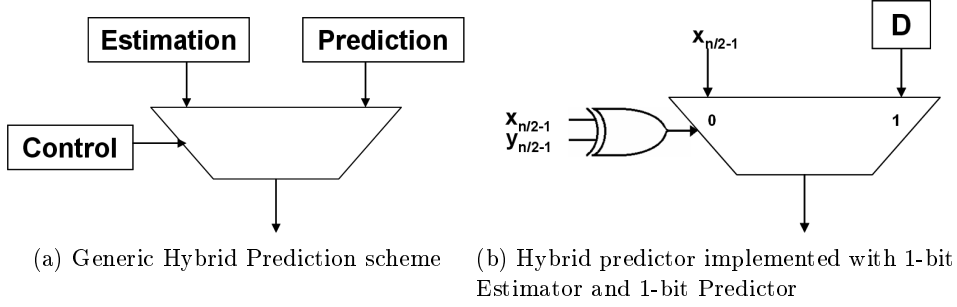 Estimation
Prediction
Control
D
x_{n/2-1}
x_{n/2-1}
y_{n/2-1}
0
1
(a) Generic Hybrid Prediction scheme
(b) Hybrid predictor implemented with 1-bit
Estimator and 1-bit Predictor